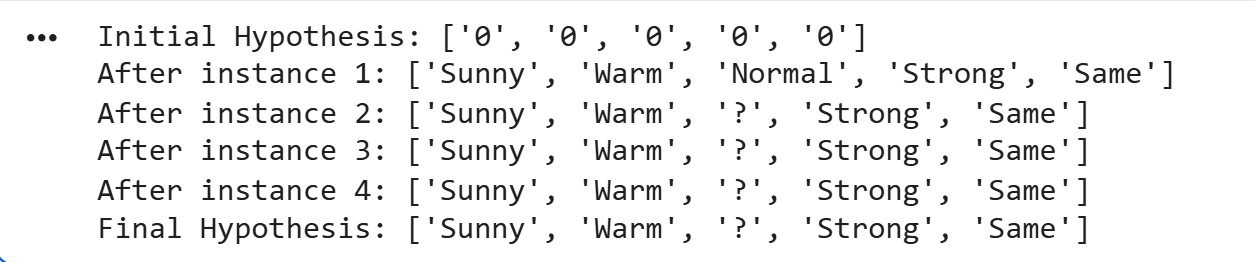 Initial Hypothesis: ['0', '0', '0', '0', '0']
After instance 1: ['Sunny', 'Warm', 'Normal', 'Strong', 'Same']
After instance 2: ['Sunny', 'Warm', '?', 'Strong', 'Same']
After instance 3: ['Sunny', 'Warm', '?', 'Strong', 'Same']
After instance 4: ['Sunny', 'Warm', '?', 'Strong', 'Same']
Final Hypothesis: ['Sunny', 'Warm', '?', 'Strong', 'Same']